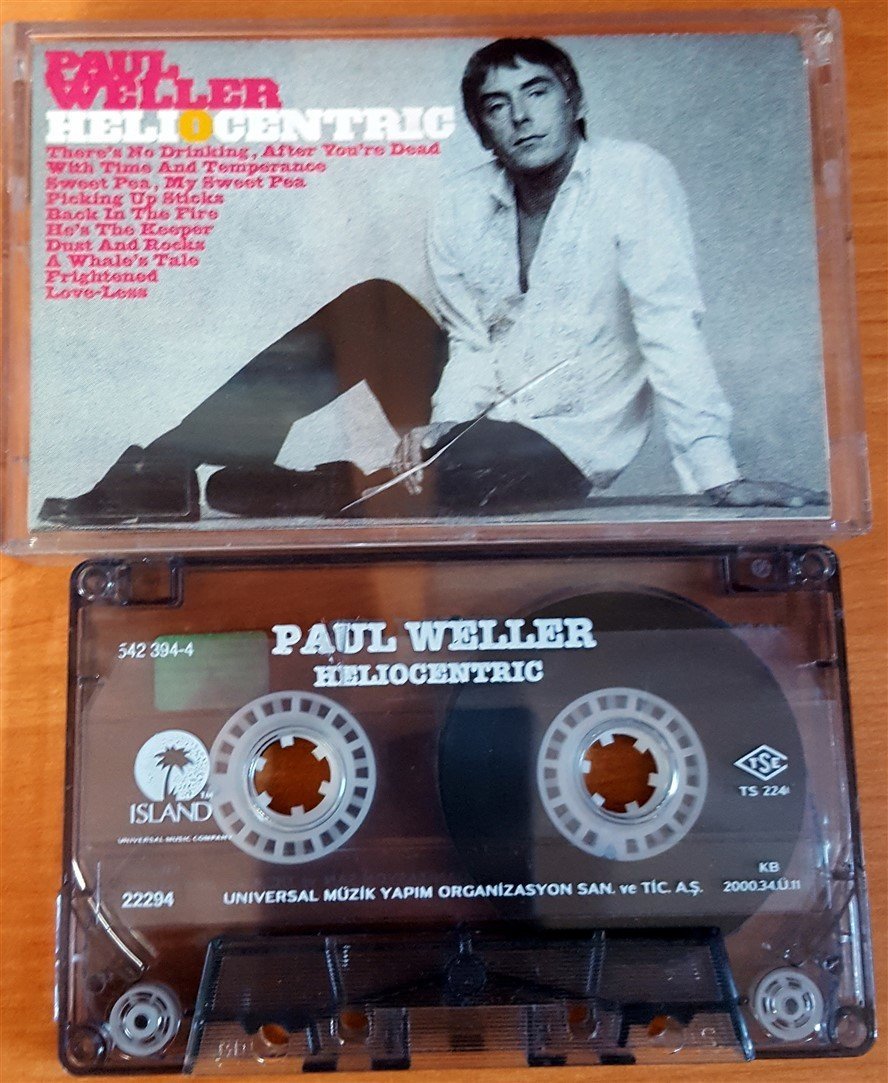 PAUL
WELLER
HELIOCENTRIC
There's No Drinking, After You're Dead
With Time And Temperance
Sweet Pea, My Sweet Pea
Picking Up Sticks
Back In The Fire
He's The Keeper
Dust And Rocks
A Whale's Tale
Frightened
Love-Less
542 394-4
PAUL WELLER
HELIOCENTRIC
ISLAND™
UNIVERSAL MUSIC COMPANY
TSE
TS 224
22294
UNIVERSAL MÜZİK YAPIM ORGANİZASYON SAN. ve TİC. A.Ş.
KB
2000.34.Ü.11